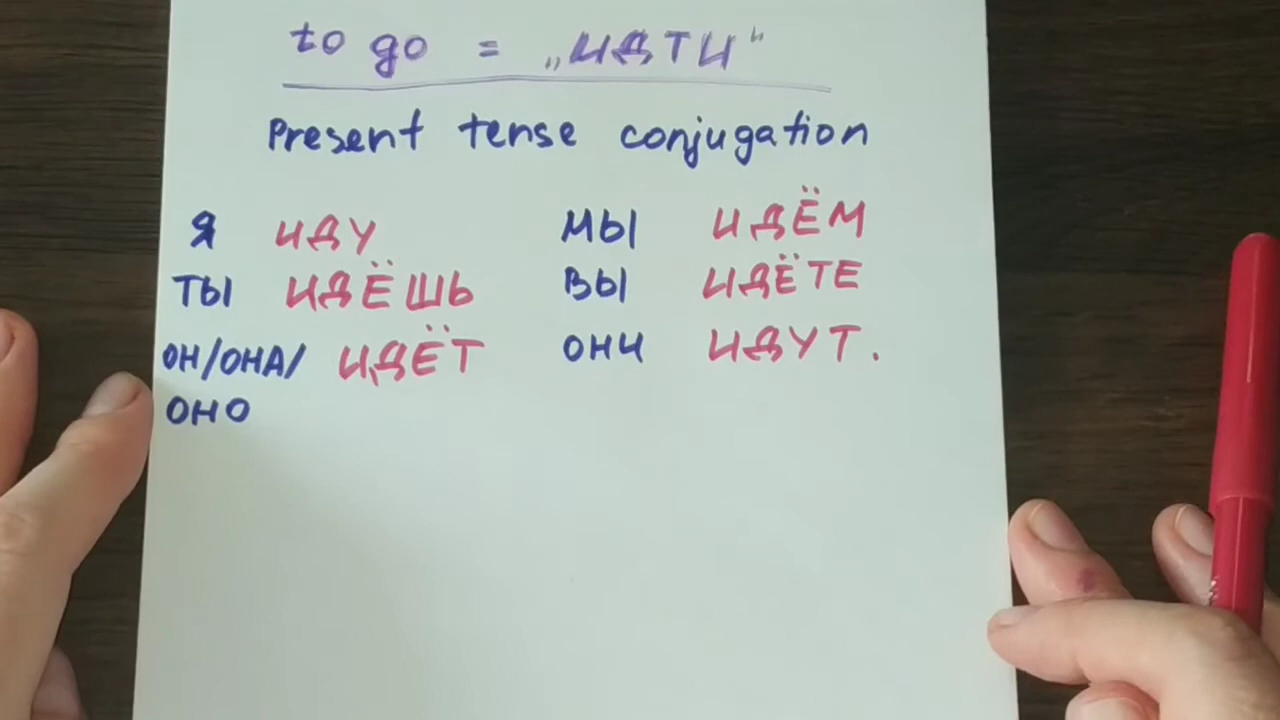 to go = „ИДТИ"
Present tense conjugation
Я ИДУ
ТЫ ИДЁШЬ
ОН/ОНА/ ИДЁТ
ОНО
МЫ ИДЁМ
ВЫ ИДЁТЕ
ОНИ ИДУТ.